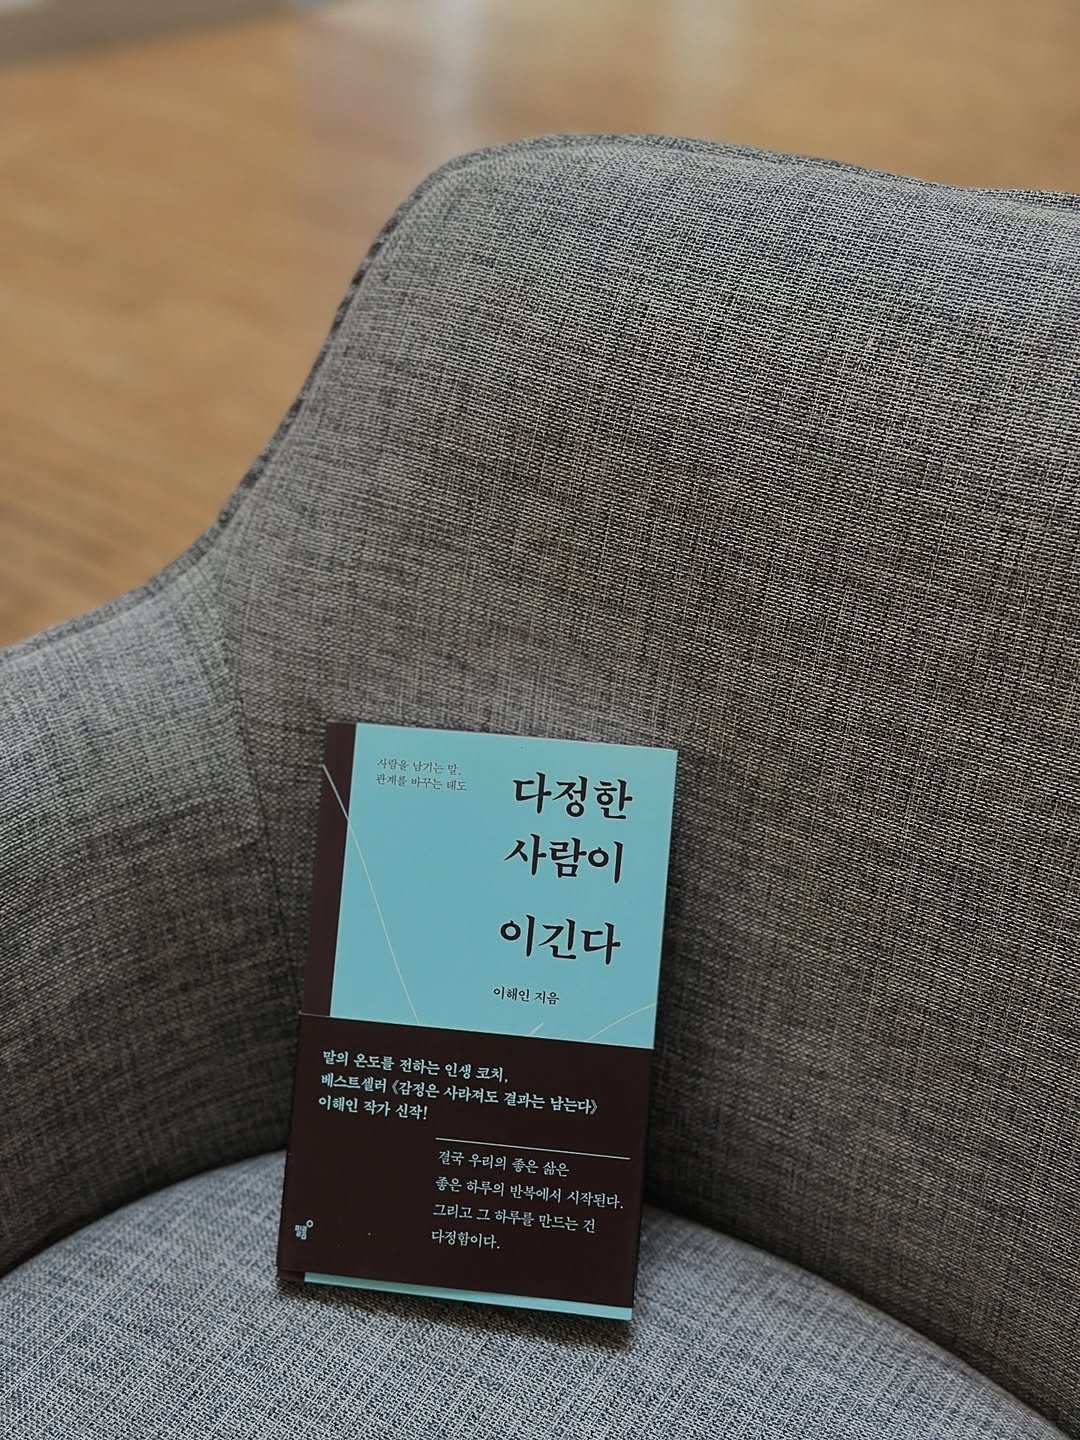 사람을 남기는 말,
관계를 바꾸는 태도
다정한
사람이
이긴다
이해인 지음
말의 온도를 전하는 인생 코치,
베스트셀러 《감정은 사라져도 결과는 남는다》
이해인 작가 신작!
결국 우리의 좋은 삶은
좋은 하루의 반복에서 시작된다.
그리고 그 하루를 만드는 건
다정함이다.